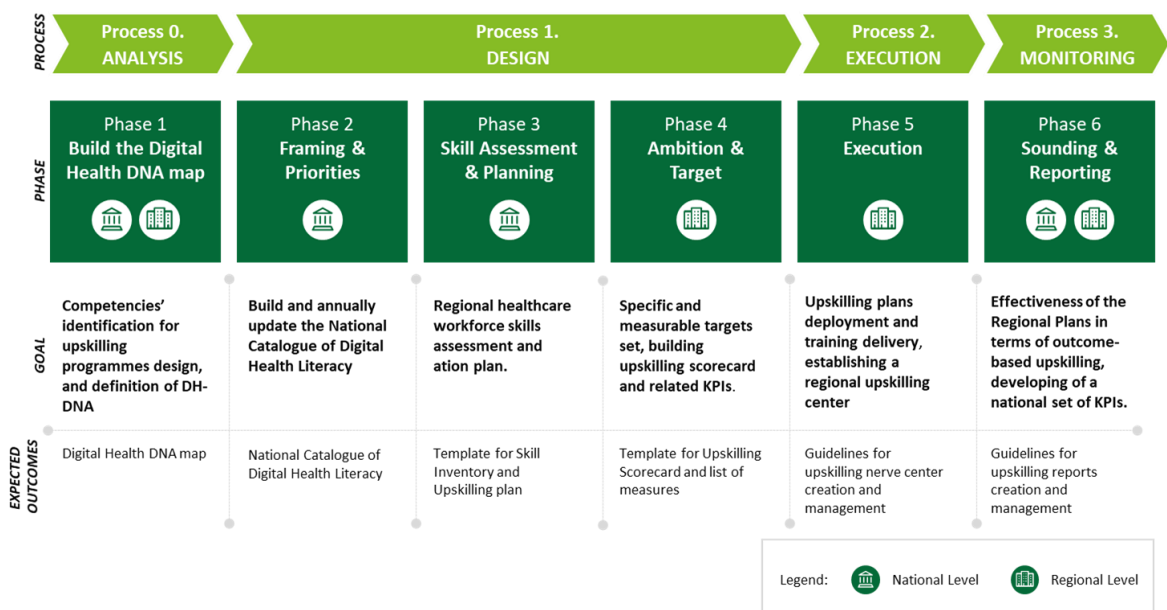 PROCESS
Process 0.
ANALYSIS
Process 1.
DESIGN
Process 2.
EXECUTION
Process 3.
MONITORING
PHASE
Phase 1
Build the Digital
Health DNA map
Phase 2
Framing &
Priorities
Phase 3
Skill Assessment
& Planning
Phase 4
Ambition &
Target
Phase 5
Execution
Phase 6
Sounding &
Reporting
GOAL
Competencies’
identification for
upskilling
programmes design,
and definition of DH-
DNA
Build and annually
update the National
Catalogue of Digital
Health Literacy
Regional healthcare
workforce skills
assessment and
ation plan.
Specific and
measurable targets
set, building
upskilling scorecard
and related KPIs.
Upskilling plans
deployment and
training delivery,
establishing a
regional upskilling
center
Effectiveness of the
Regional Plans in
terms of outcome-
based upskilling,
developing of a
national set of KPIs.
EXPECTED
OUTCOMES
Digital Health DNA map
National Catalogue of
Digital Health Literacy
Template for Skill
Inventory and
Upskilling plan
Template for Upskilling
Scorecard and list of
measures
Guidelines for
upskilling nerve center
creation and
management
Guidelines for
upskilling reports
creation and
management
Legend:
National Level
Regional Level